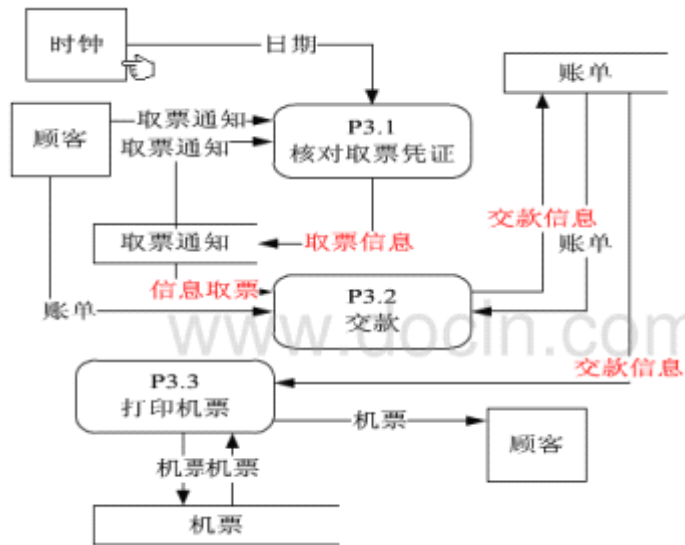 时钟
日期
账单
顾客
取票通知
取票通知
P3.1
核对取票凭证
取票通知
取票信息
交款信息
账单
信息取票
账单
P3.2
交款
www.docin.com
交款信息
P3.3
打印机票
机票
顾客
机票
机票
机票